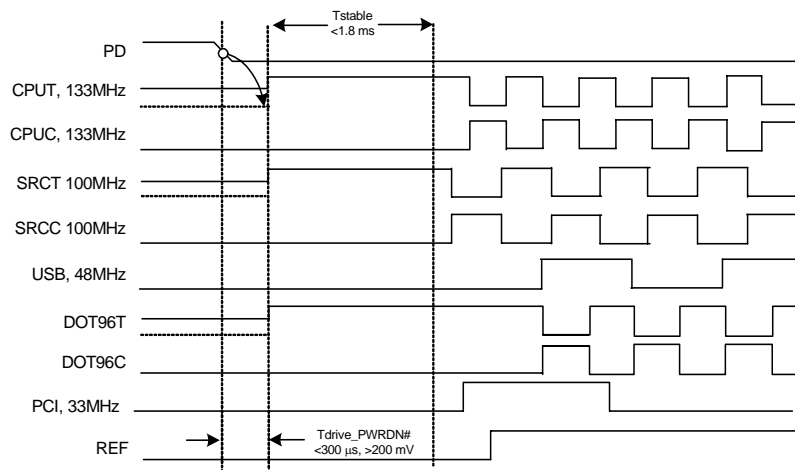 Tstable
<1.8 ms
PD
CPUT, 133MHz
CPUC, 133MHz
SRCT 100MHz
SRCC 100MHz
USB, 48MHz
DOT96T
DOT96C
PCI, 33MHz
Tdrive_PWRDN#
<300 μs, >200 mV
REF